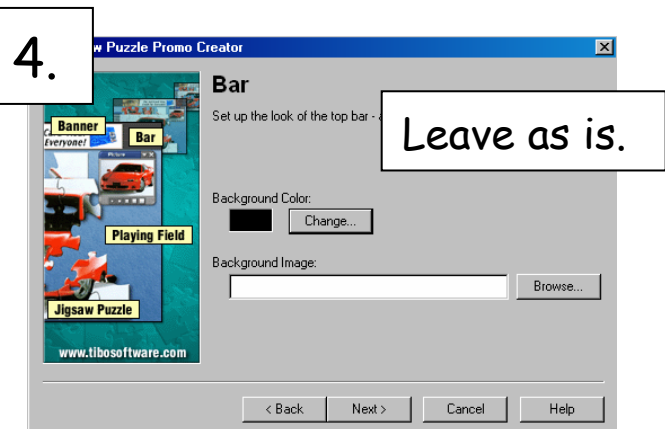 4.
Puzzle Promo Creator
Bar
Set up the look of the top bar -
Leave as is.
Banner
Everyone!
Bar
Picture
Playing Field
Jigsaw Puzzle
www.tibosoftware.com
Background Color:
Change...
Background Image:
Browse...
< Back
Next >
Cancel
Help